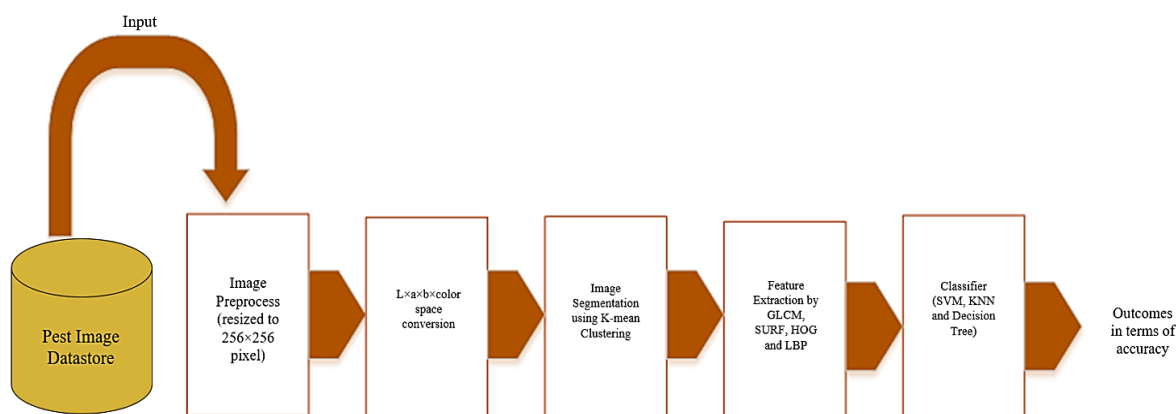 Input
Pest Image
Datastore
Image
Preprocess
(resized to
256×256
pixel)
L×a×b×color
space
conversion
Image
Segmentation
using K-mean
Clustering
Feature
Extraction by
GLCM,
SURF, HOG
and LBP
Classifier
(SVM, KNN
and Decision
Tree)
Outcomes
in terms of
accuracy